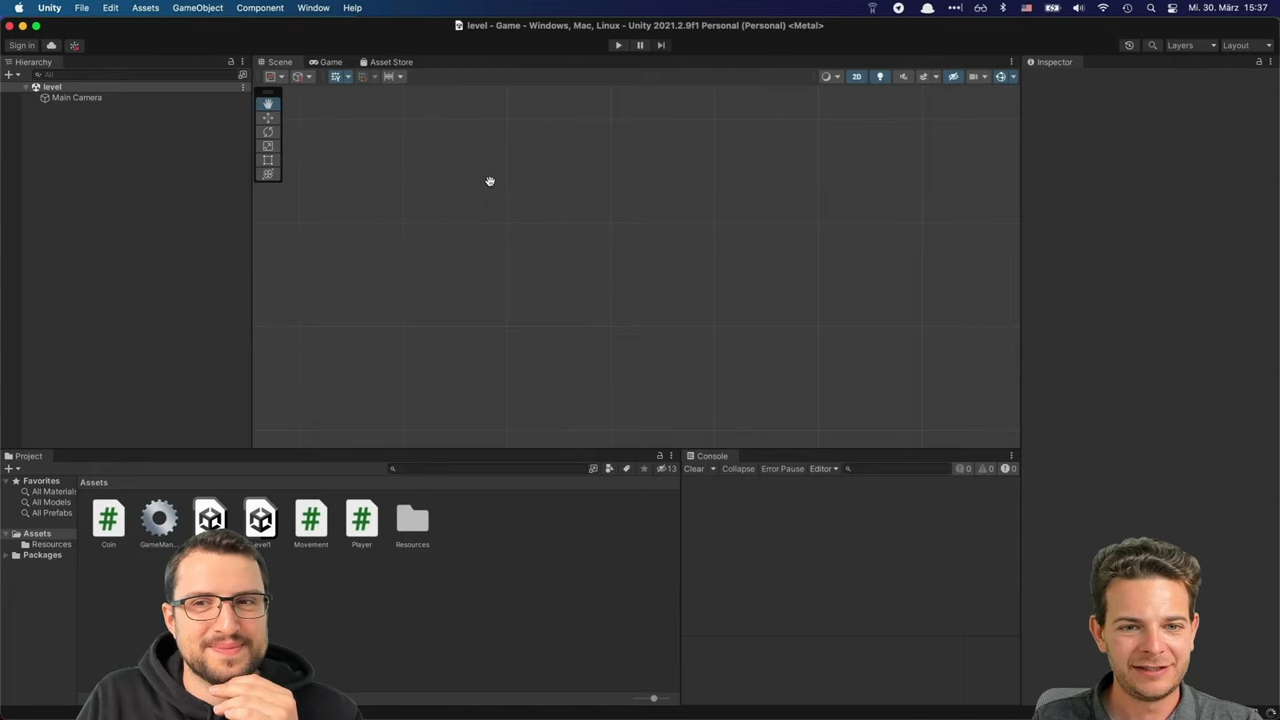 Unity File Edit Assets GameObject Component Window Help Mi. 30. März 15:37
level - Game - Windows, Mac, Linux - Unity 2021.2.9f1 Personal (Personal) <Metal>
Sign in Layers Layout
Hierarchy Scene Game Asset Store Inspector
All 2D
level
Main Camera
Project Console
13 Clear Collapse Error Pause Editor 0 0 0
Favorites Assets
All Materials
All Models
All Prefabs
Assets
Resources
Packages
Coin GameMan... Level1 Movement Player Resources